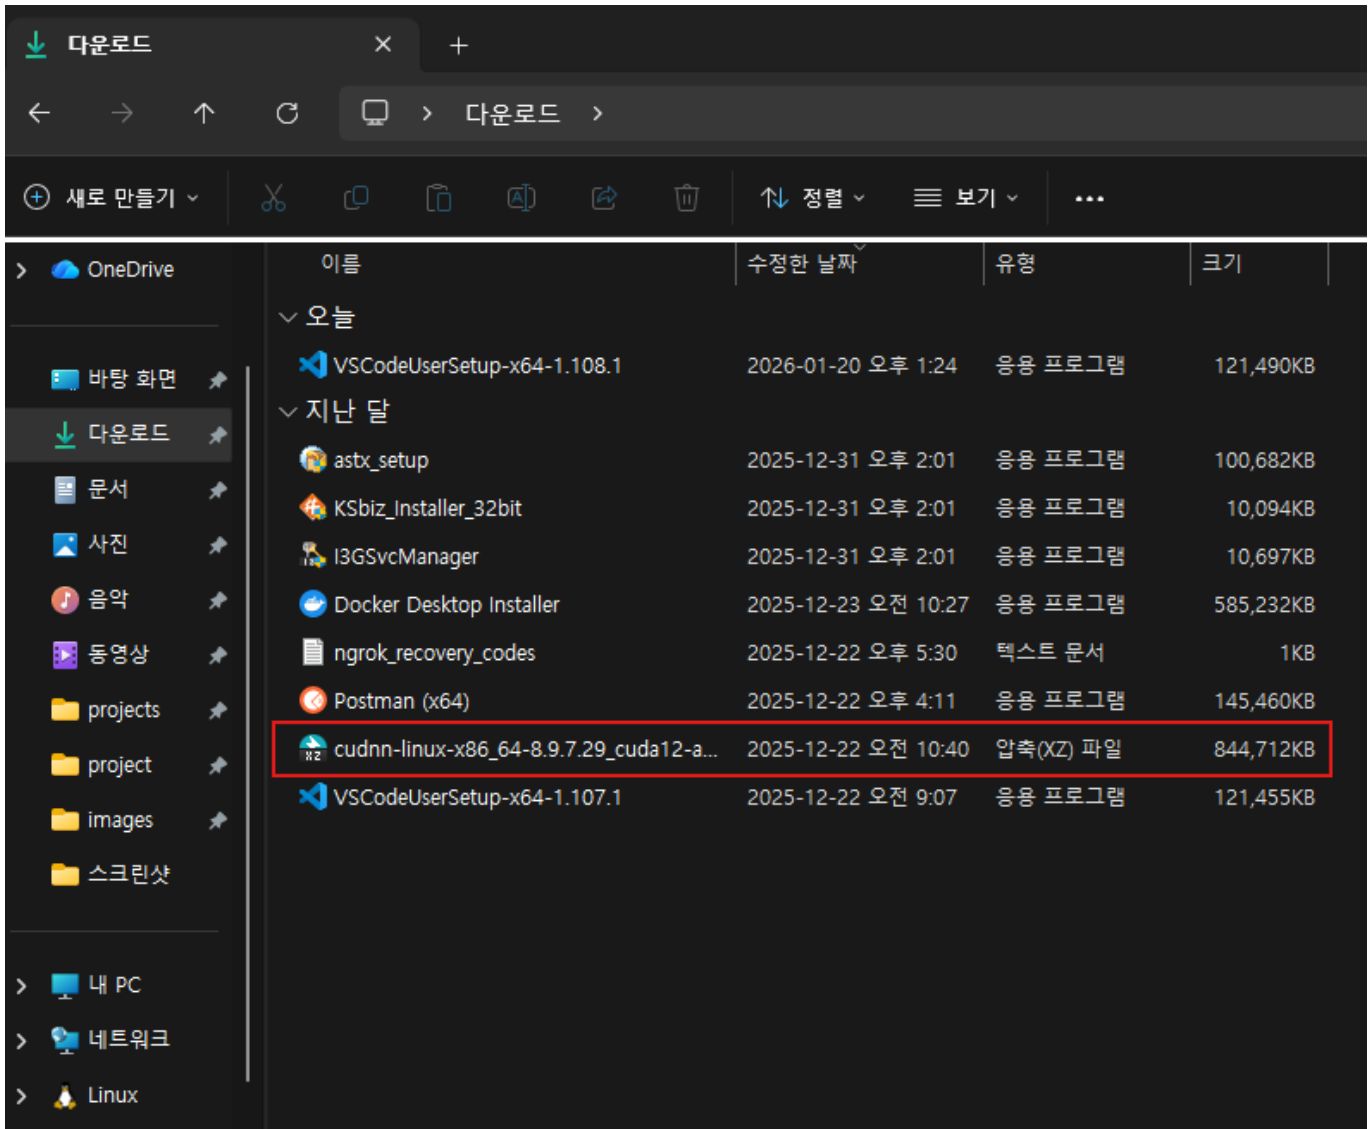 다운로드
다운로드
새로 만들기
정렬
보기
OneDrive
바탕 화면
다운로드
문서
사진
음악
동영상
projects
project
images
스크린샷
내 PC
네트워크
Linux
이름 수정한 날짜 유형 크기
오늘
VSCodeUserSetup-x64-1.108.1 2026-01-20 오후 1:24 응용 프로그램 121,490KB
지난 달
astx_setup 2025-12-31 오후 2:01 응용 프로그램 100,682KB
KSbiz_Installer_32bit 2025-12-31 오후 2:01 응용 프로그램 10,094KB
I3GSvcManager 2025-12-31 오후 2:01 응용 프로그램 10,697KB
Docker Desktop Installer 2025-12-23 오전 10:27 응용 프로그램 585,232KB
ngrok_recovery_codes 2025-12-22 오후 5:30 텍스트 문서 1KB
Postman (x64) 2025-12-22 오후 4:11 응용 프로그램 145,460KB
cudnn-linux-x86_64-8.9.7.29_cuda12-a... 2025-12-22 오전 10:40 압축(XZ) 파일 844,712KB
VSCodeUserSetup-x64-1.107.1 2025-12-22 오전 9:07 응용 프로그램 121,455KB